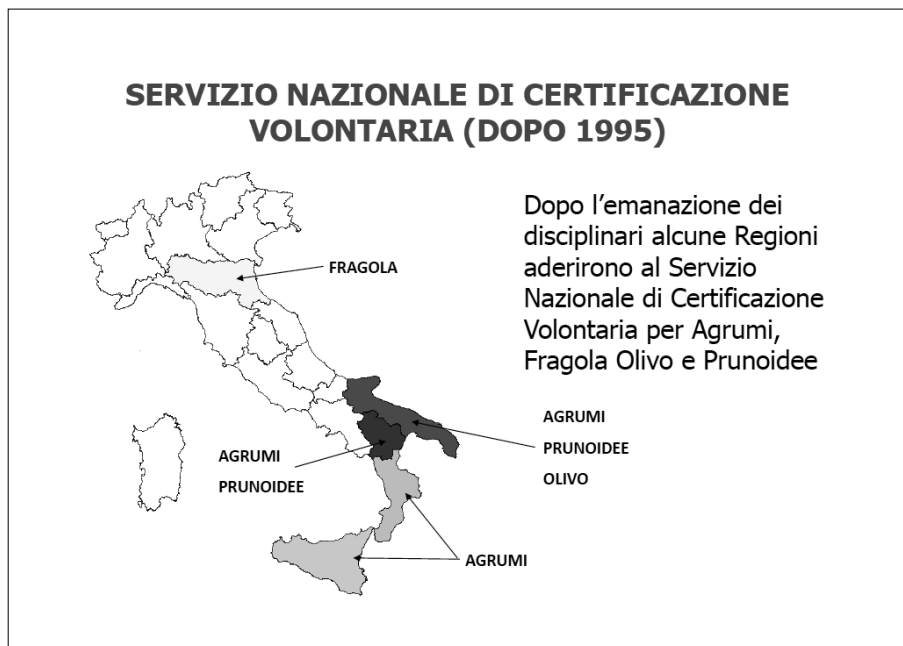 SERVIZIO NAZIONALE DI CERTIFICAZIONE
VOLONTARIA (DOPO 1995)
Dopo l’emanazione dei
disciplinari alcune Regioni
aderirono al Servizio
Nazionale di Certificazione
Volontaria per Agrumi,
Fragola Olivo e Prunoidee
FRAGOLA
AGRUMI
PRUNOIDEE
OLIVO
AGRUMI
PRUNOIDEE
AGRUMI